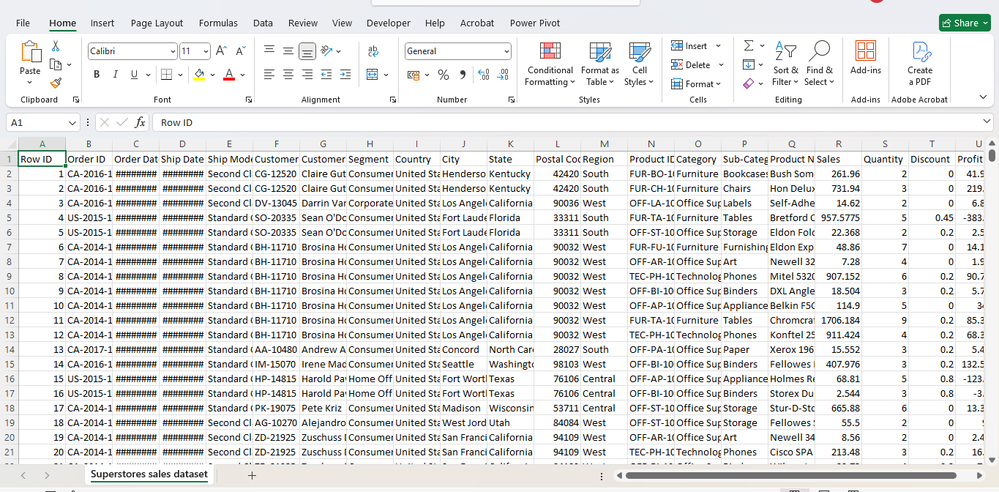 File Home Insert Page Layout Formulas Data Review View Developer Help Acrobat Power Pivot Share
Calibri 11 General
Paste
B I U
Conditional Formatting
Format as Table
Cell Styles
Insert
Delete
Format
Sort & Filter
Find & Select
Add-ins
Create a PDF
Clipboard Font Alignment Number Styles Cells Editing Add-ins Adobe Acrobat
A1 fx Row ID
A B C D E F G H I J K L M N O P Q R S T U
1 Row ID Order ID Order Dat Ship Date Ship Mode Customer Customer Segment Country City State Postal Cod Region Product ID Category Sub-Categ Product N Sales Quantity Discount Profit
2 1 CA-2016-1 ######## ######## Second Cl CG-12520 Claire Gut Consumer United Sta Henderso Kentucky 42420 South FUR-BO-10 Furniture Bookcases Bush Som 261.96 2 0 41.9
3 2 CA-2016-1 ######## ######## Second Cl CG-12520 Claire Gut Consumer United Sta Henderso Kentucky 42420 South FUR-CH-10 Furniture Chairs Hon Delux 731.94 3 0 219.
4 3 CA-2016-1 ######## ######## Second Cl DV-13045 Darrin Van Corporate United Sta Los Angel California 90036 West OFF-LA-10 Office Sup Labels Self-Adhe 14.62 2 0 6.8
5 4 US-2015-1 ######## ######## Standard SO-20335 Sean O'Do Consumer United Sta Fort Laude Florida 33311 South FUR-TA-10 Furniture Tables Bretford C 957.5775 5 0.45 -383.
6 5 US-2015-1 ######## ######## Standard SO-20335 Sean O'Do Consumer United Sta Fort Laude Florida 33311 South OFF-ST-10 Office Sup Storage Eldon Fold 22.368 2 0.2 2.5
7 6 CA-2014-1 ######## ######## Standard BH-11710 Brosina Ho Consumer United Sta Los Angel California 90032 West FUR-FU-10 Furniture Furnishing Eldon Exp 48.86 7 0 14.1
8 7 CA-2014-1 ######## ######## Standard BH-11710 Brosina Ho Consumer United Sta Los Angel California 90032 West OFF-AR-10 Office Sup Art Newell 32 7.28 4 0 1.9
9 8 CA-2014-1 ######## ######## Standard BH-11710 Brosina Ho Consumer United Sta Los Angel California 90032 West TEC-PH-10 Technolog Phones Mitel 5320 907.152 6 0.2 90.7
10 9 CA-2014-1 ######## ######## Standard BH-11710 Brosina Ho Consumer United Sta Los Angel California 90032 West OFF-BI-10 Office Sup Binders DXL Angle 18.504 3 0.2 5.7
11 10 CA-2014-1 ######## ######## Standard BH-11710 Brosina Ho Consumer United Sta Los Angel California 90032 West OFF-AP-10 Office Sup Appliance Belkin F5C 114.9 5 0 34
12 11 CA-2014-1 ######## ######## Standard BH-11710 Brosina Ho Consumer United Sta Los Angel California 90032 West FUR-TA-10 Furniture Tables Chromcraf 1706.184 9 0.2 85.3
13 12 CA-2014-1 ######## ######## Standard BH-11710 Brosina Ho Consumer United Sta Los Angel California 90032 West TEC-PH-10 Technolog Phones Konftel 25 911.424 4 0.2 68.3
14 13 CA-2017-1 ######## ######## Standard AA-10480 Andrew A Consumer United Sta Concord North Car 28027 South OFF-PA-10 Office Sup Paper Xerox 196 15.552 3 0.2 5.4
15 14 CA-2016-1 ######## ######## Standard IM-15070 Irene Mad Consumer United Sta Seattle Washingto 98103 West OFF-BI-10 Office Sup Binders Fellowes 407.976 3 0.2 132.5
16 15 US-2015-1 ######## ######## Standard HP-14815 Harold Pa Home Off United Sta Fort Wort Texas 76106 Central OFF-AP-10 Office Sup Appliance Holmes Re 68.81 5 0.8 -123.
17 16 US-2015-1 ######## ######## Standard HP-14815 Harold Pa Home Off United Sta Fort Wort Texas 76106 Central OFF-BI-10 Office Sup Binders Storex Du 2.544 3 0.8 -3.
18 17 CA-2014-1 ######## ######## Standard PK-19075 Pete Kriz Consumer United Sta Madison Wisconsin 53711 Central OFF-ST-10 Office Sup Storage Stur-D-Sto 665.88 6 0 13.3
19 18 CA-2014-1 ######## ######## Second Cl AG-10270 Alejandro Consumer United Sta West Jord Utah 84084 West OFF-ST-10 Office Sup Storage Fellowes 55.5 2 0
20 19 CA-2014-1 ######## ######## Second Cl ZD-21925 Zuschuss Consumer United Sta San Franci California 94109 West OFF-AR-10 Office Sup Art Newell 34 8.56 2 0 2.4
21 20 CA-2014-1 ######## ######## Second Cl ZD-21925 Zuschuss Consumer United Sta San Franci California 94109 West TEC-PH-10 Technolog Phones Cisco SPA 213.48 3 0.2 16.
Superstores sales dataset